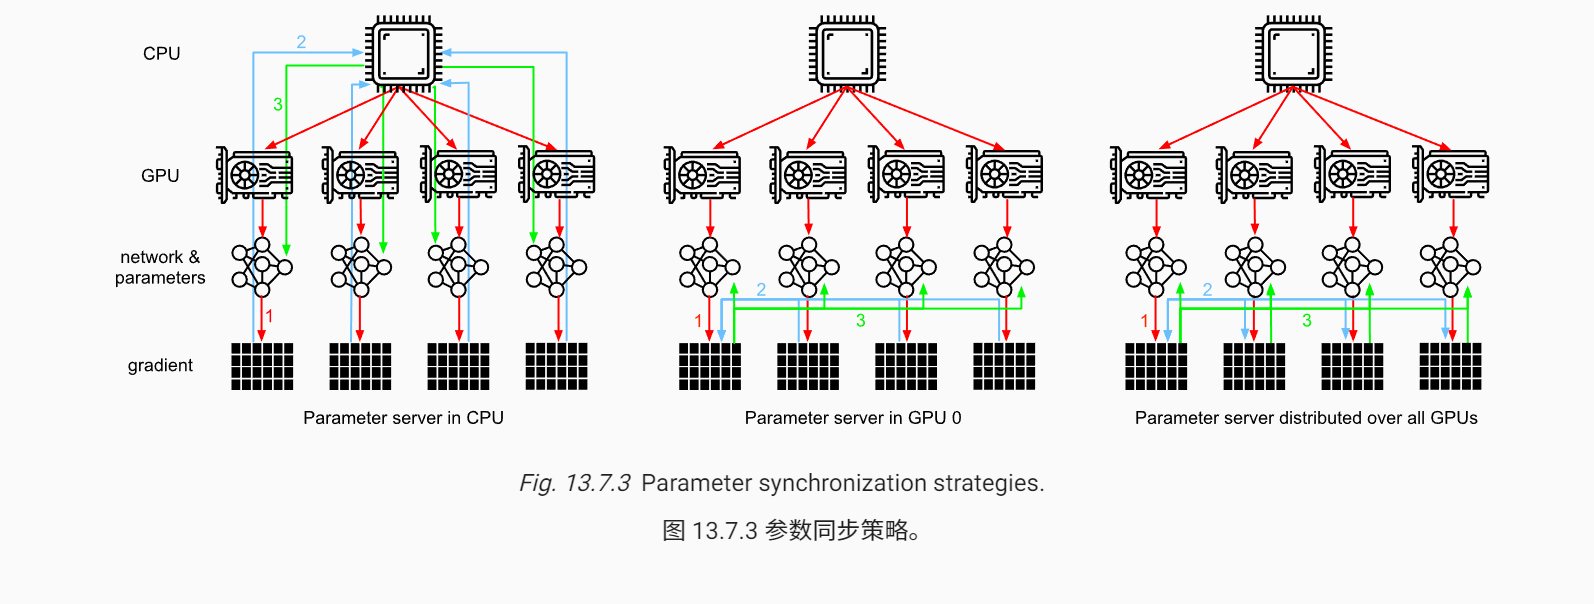 CPU
2
3
GPU
network &
parameters
1
gradient
Parameter server in CPU
2
1
3
Parameter server in GPU 0
2
1
3
Parameter server distributed over all GPUs
Fig. 13.7.3 Parameter synchronization strategies.
图 13.7.3 参数同步策略。